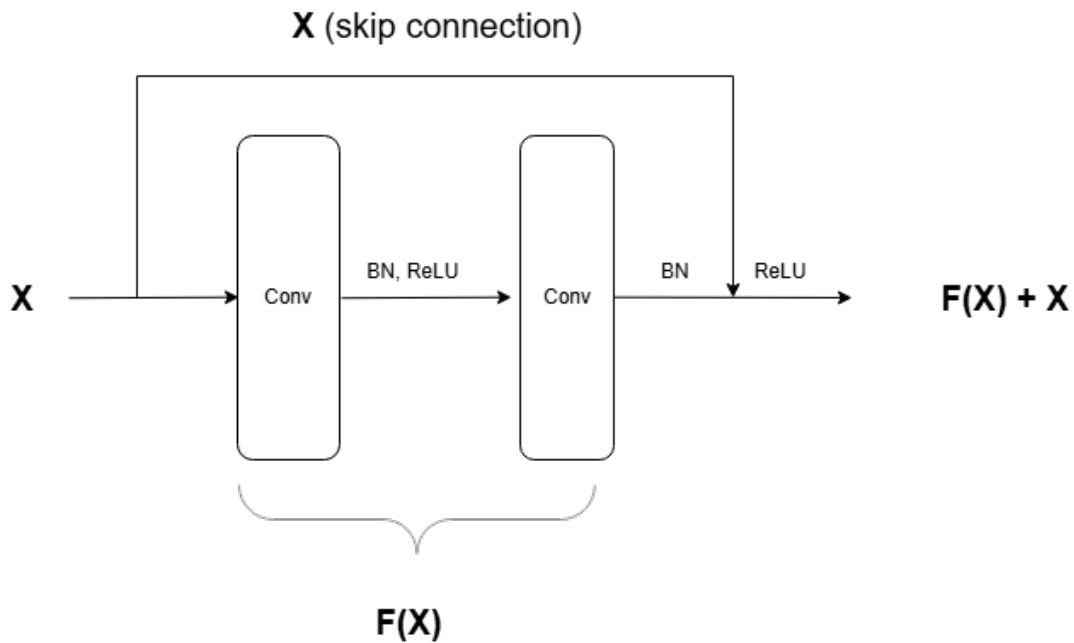 X (skip connection)
BN, ReLU
BN
ReLU
X
Conv
Conv
F(X) + X
F(X)